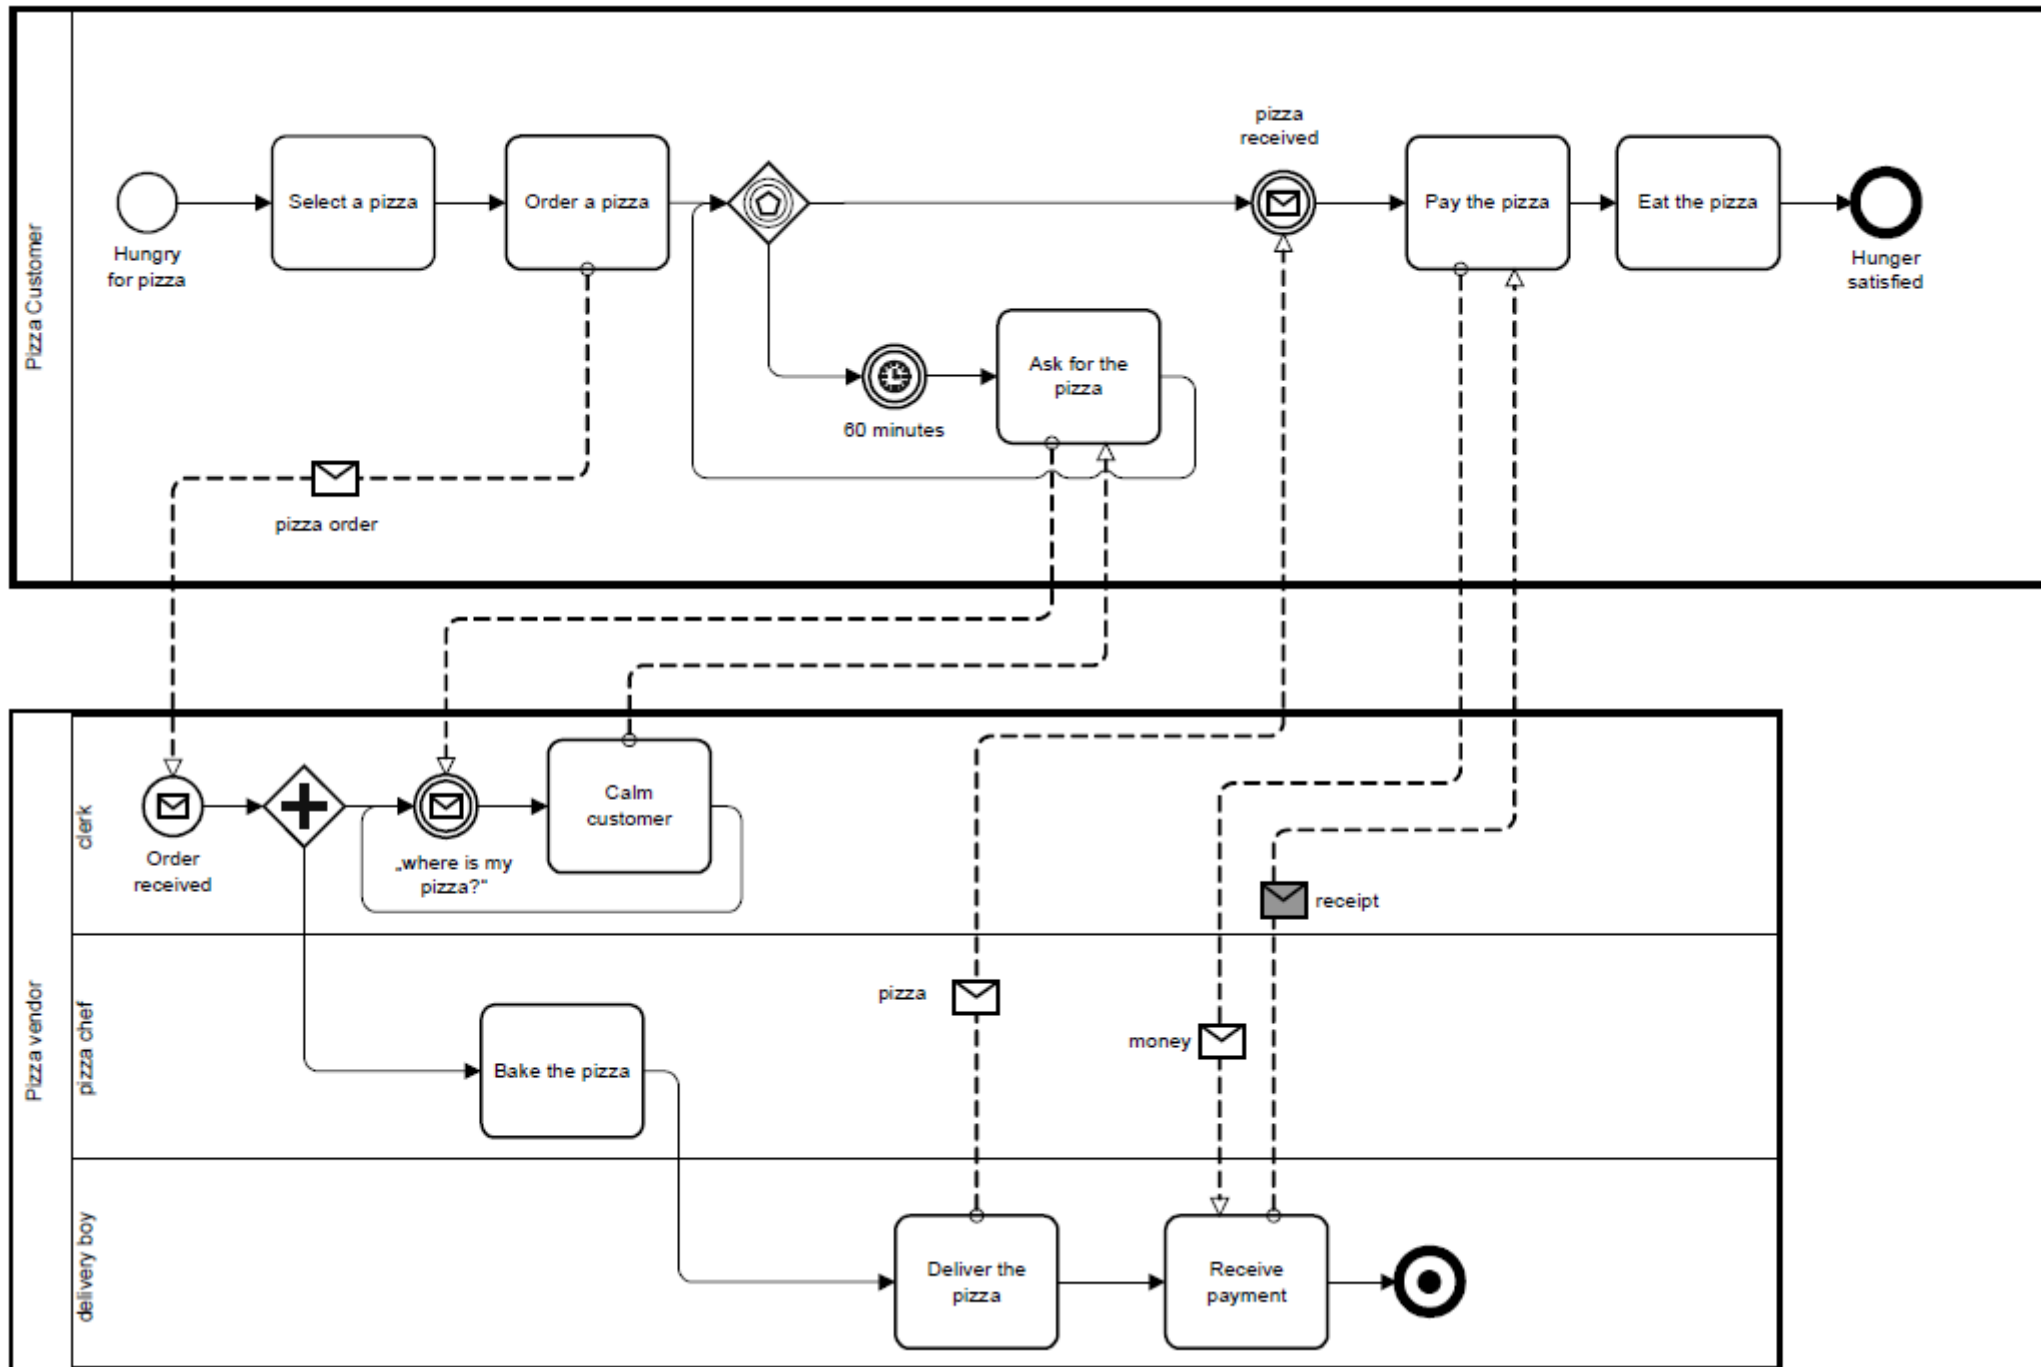 Pizza Customer
Hungry
for pizza
Select a pizza
Order a pizza
pizza
received
Pay the pizza
Eat the pizza
Hunger
satisfied
60 minutes
Ask for the
pizza
pizza order
Pizza vendor
clerk
Order
received
„where is my
pizza?“
Calm
customer
receipt
pizza chef
Bake the pizza
pizza
money
delivery boy
Deliver the
pizza
Receive
payment